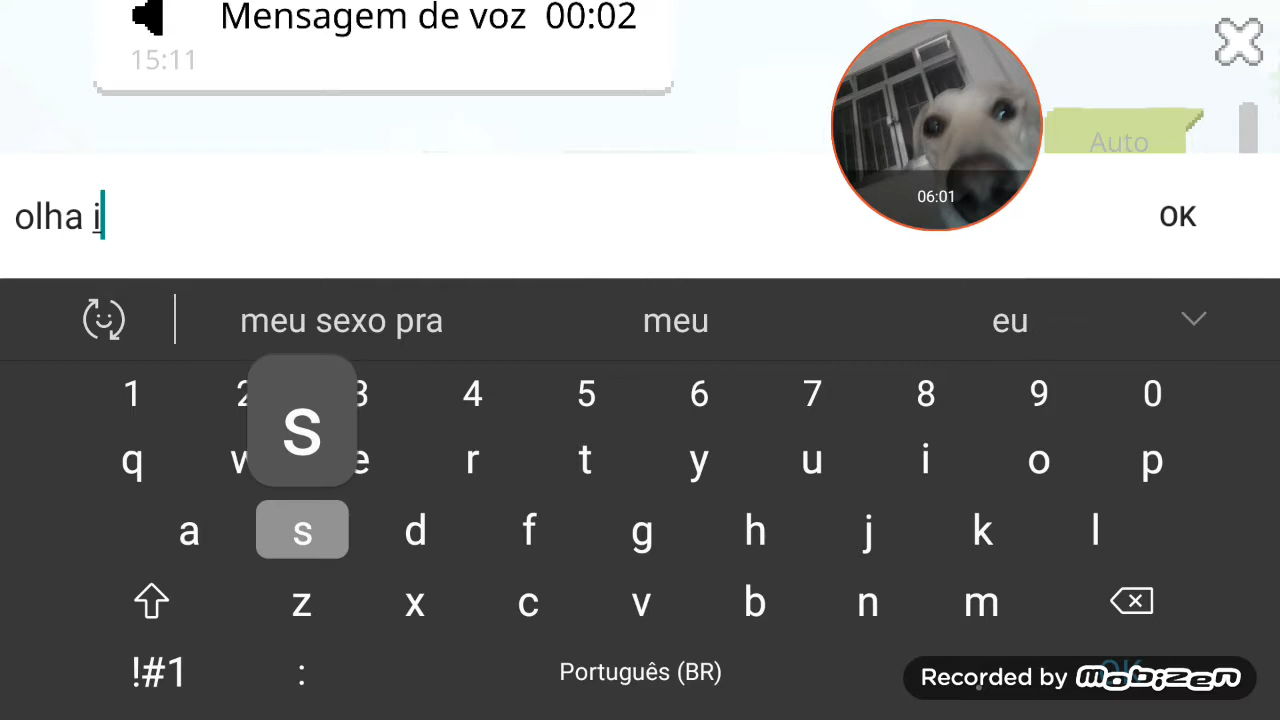 Mensagem de voz 00:02
15:11
Auto
06:01
olha i
OK
meu sexo pra meu eu
1 2 3 4 5 6 7 8 9 0
s
q w e r t y u i o p
a s d f g h j k l
z x c v b n m
!#1 : Português (BR) OK
Recorded by mobizen